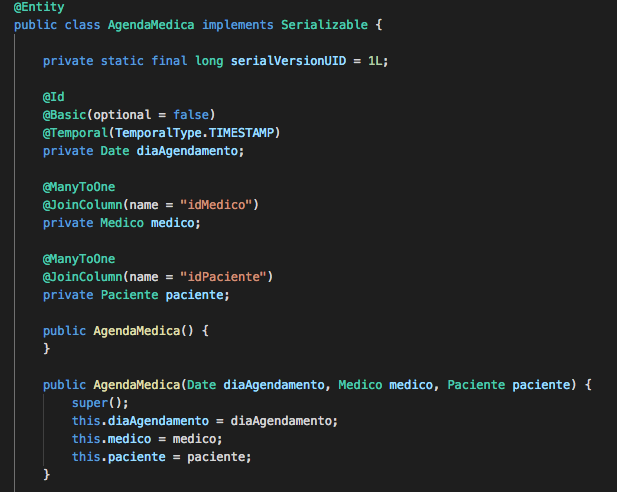 @Entity
public class AgendaMedica implements Serializable {
private static final long serialVersionUID = 1L;
@Id
@Basic(optional = false)
@Temporal(TemporalType.TIMESTAMP)
private Date diaAgendamento;
@ManyToOne
@JoinColumn(name = "idMedico")
private Medico medico;
@ManyToOne
@JoinColumn(name = "idPaciente")
private Paciente paciente;
public AgendaMedica() {
}
public AgendaMedica(Date diaAgendamento, Medico medico, Paciente paciente) {
super();
this.diaAgendamento = diaAgendamento;
this.medico = medico;
this.paciente = paciente;
}